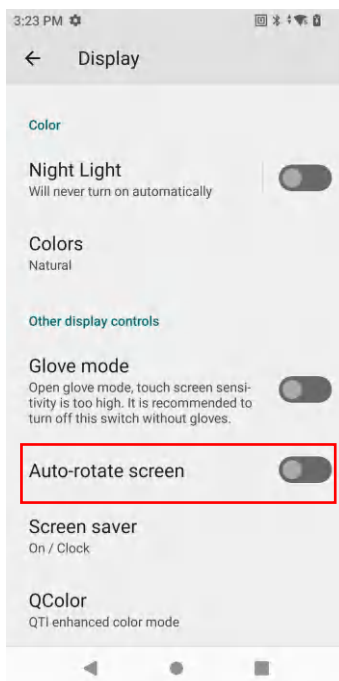 3:23 PM
Display
Color
Night Light
Will never turn on automatically
Colors
Natural
Other display controls
Glove mode
Open glove mode, touch screen sensi-
tivity is too high. It is recommended to
turn off this switch without gloves.
Auto-rotate screen
Screen saver
On / Clock
QColor
QTI enhanced color mode